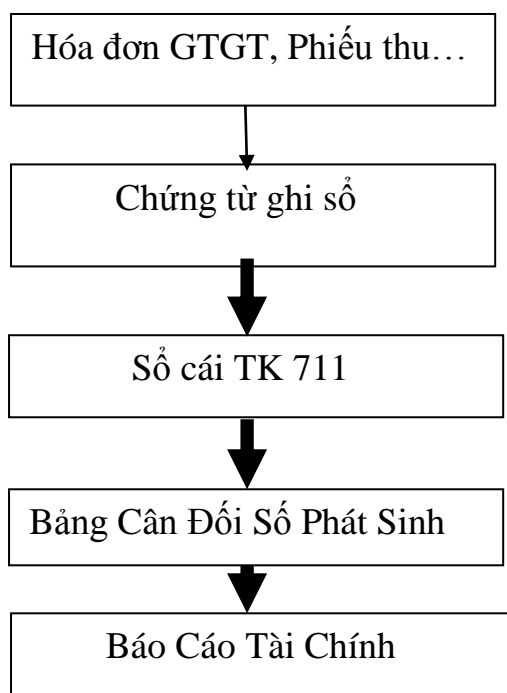 Hóa đơn GTGT, Phiếu thu…
Chứng từ ghi sổ
Sổ cái TK 711
Bảng Cân Đối Số Phát Sinh
Báo Cáo Tài Chính